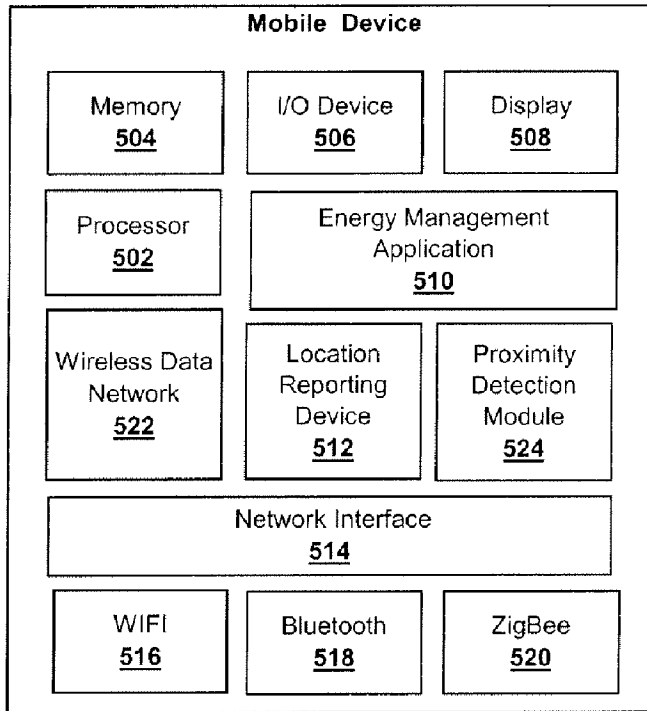 Mobile Device
Memory
504
I/O Device
506
Display
508
Processor
502
Energy Management
Application
510
Wireless Data
Network
522
Location
Reporting
Device
512
Proximity
Detection
Module
524
Network Interface
514
WIFI
516
Bluetooth
518
ZigBee
520